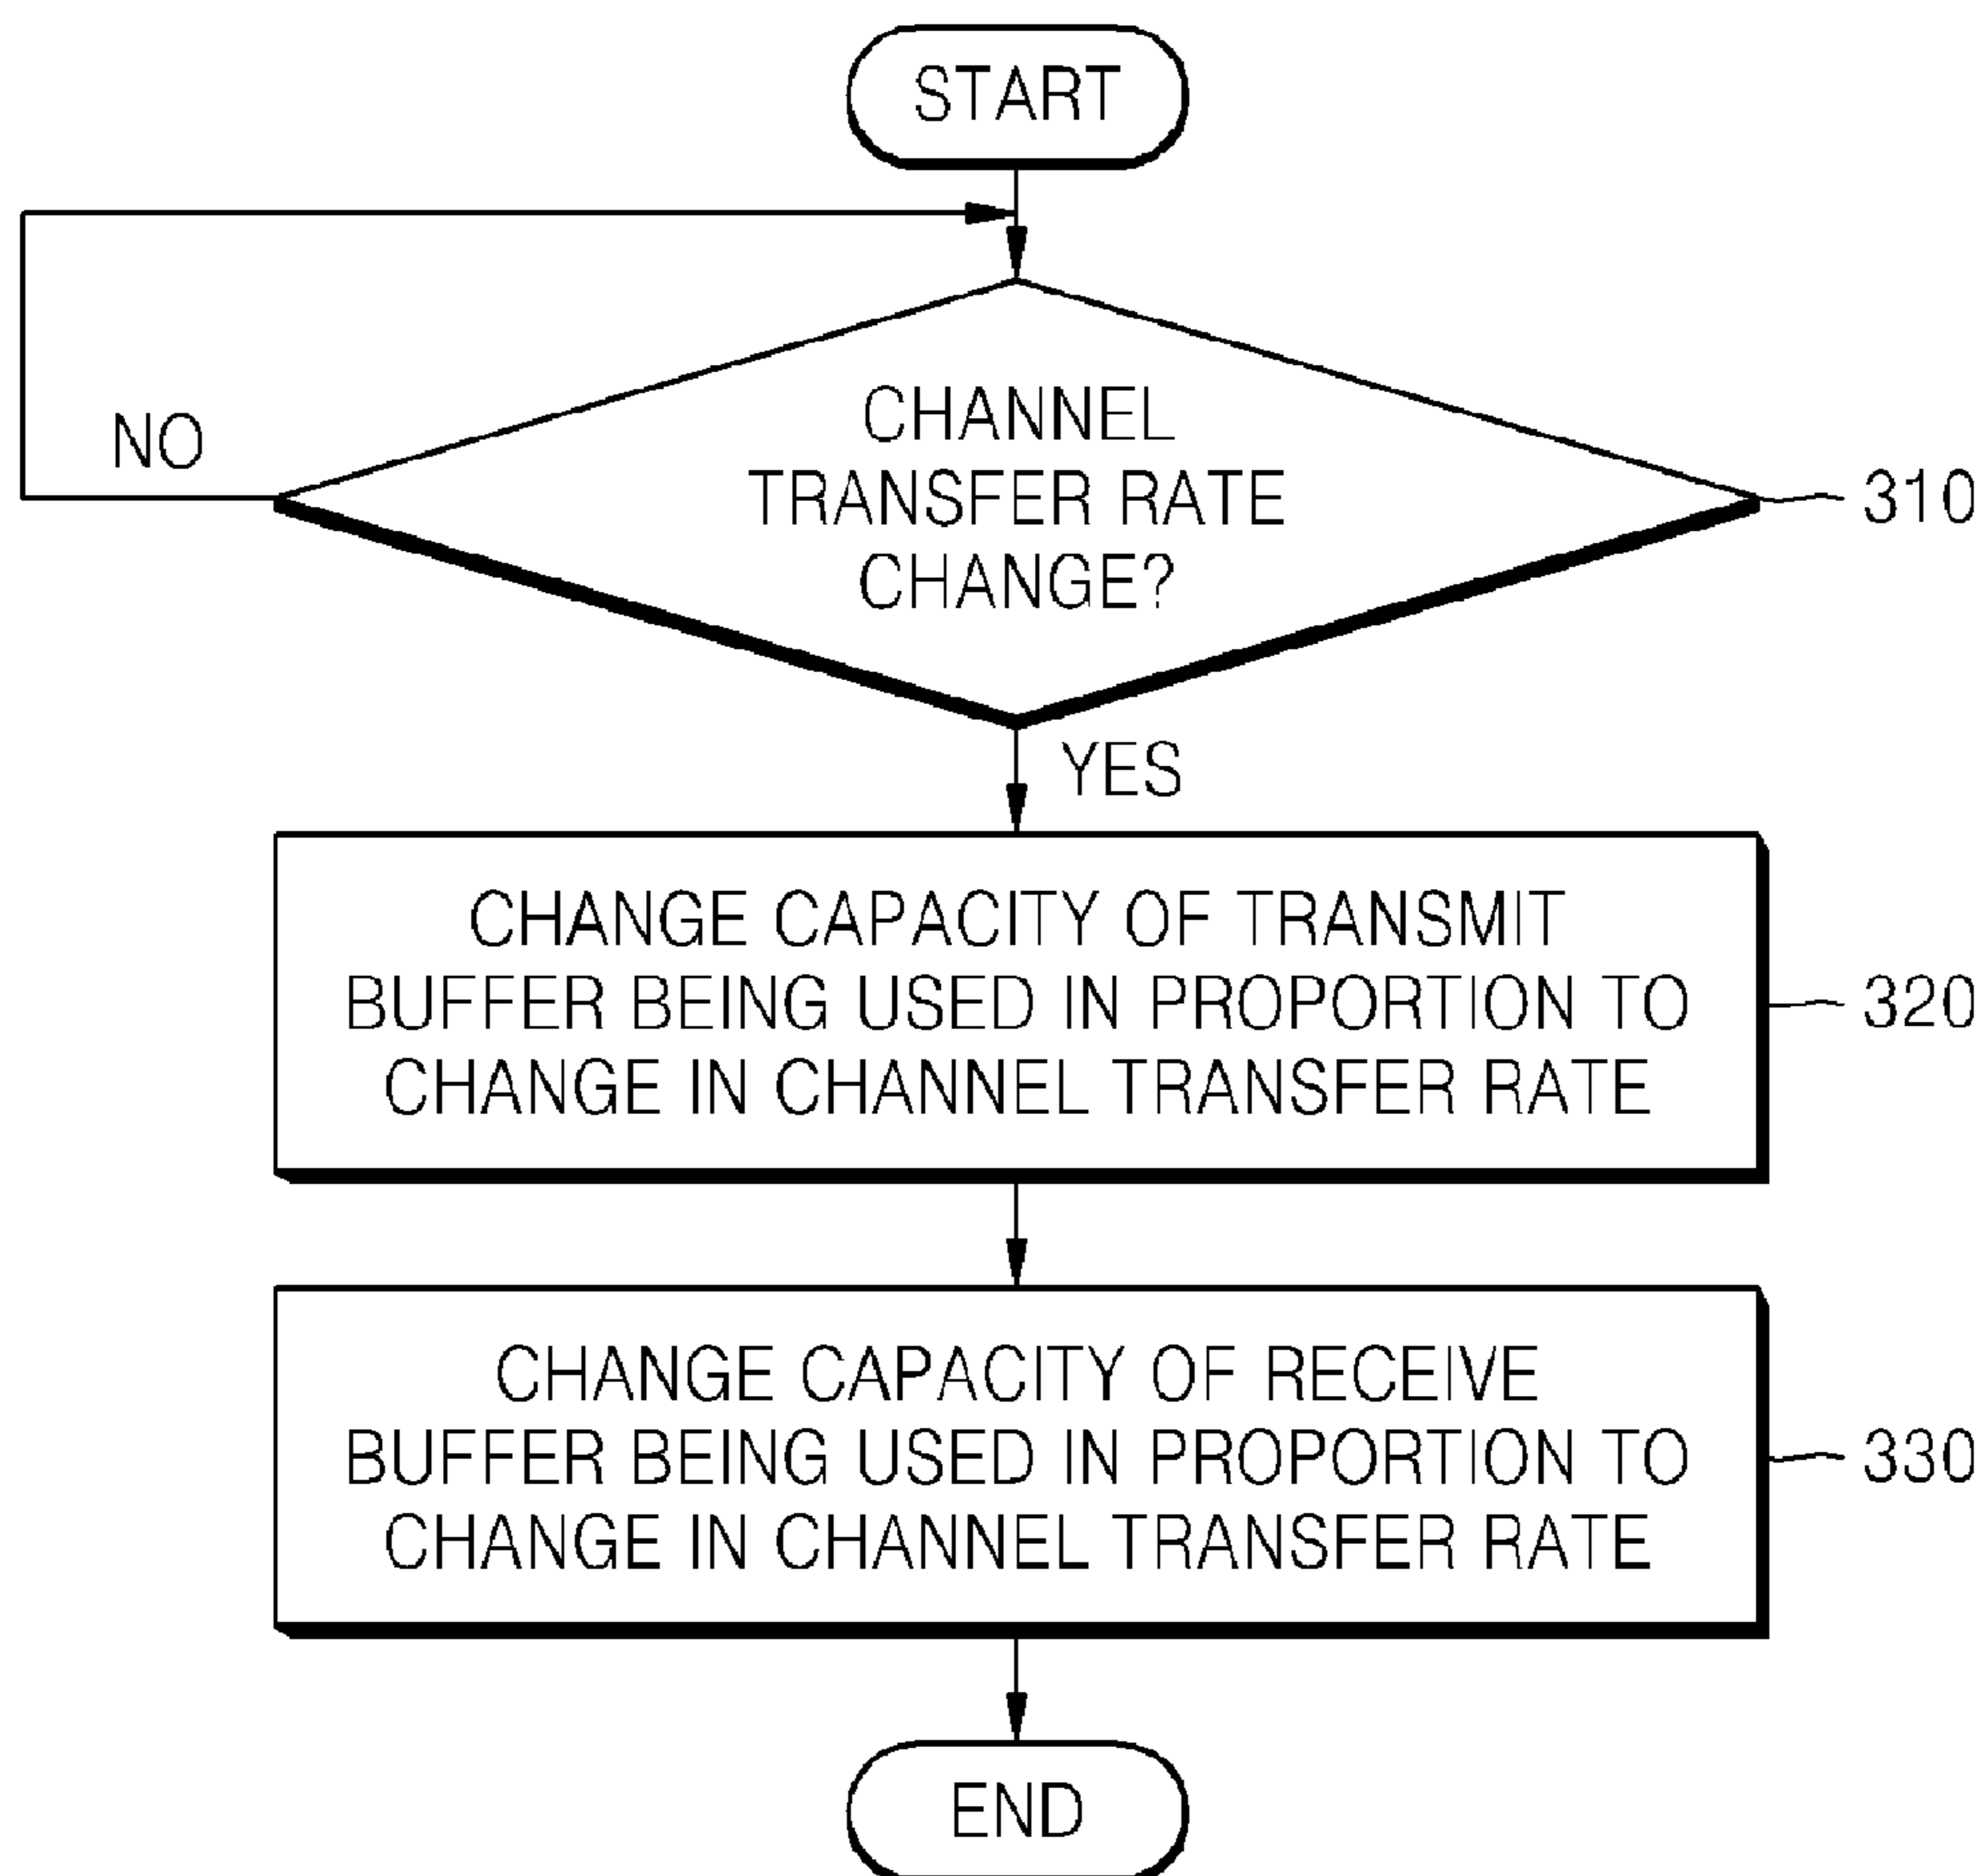 START
CHANNEL
TRANSFER RATE
CHANGE?
310
NO
YES
CHANGE CAPACITY OF TRANSMIT
BUFFER BEING USED IN PROPORTION TO
CHANGE IN CHANNEL TRANSFER RATE
320
CHANGE CAPACITY OF RECEIVE
BUFFER BEING USED IN PROPORTION TO
CHANGE IN CHANNEL TRANSFER RATE
330
END